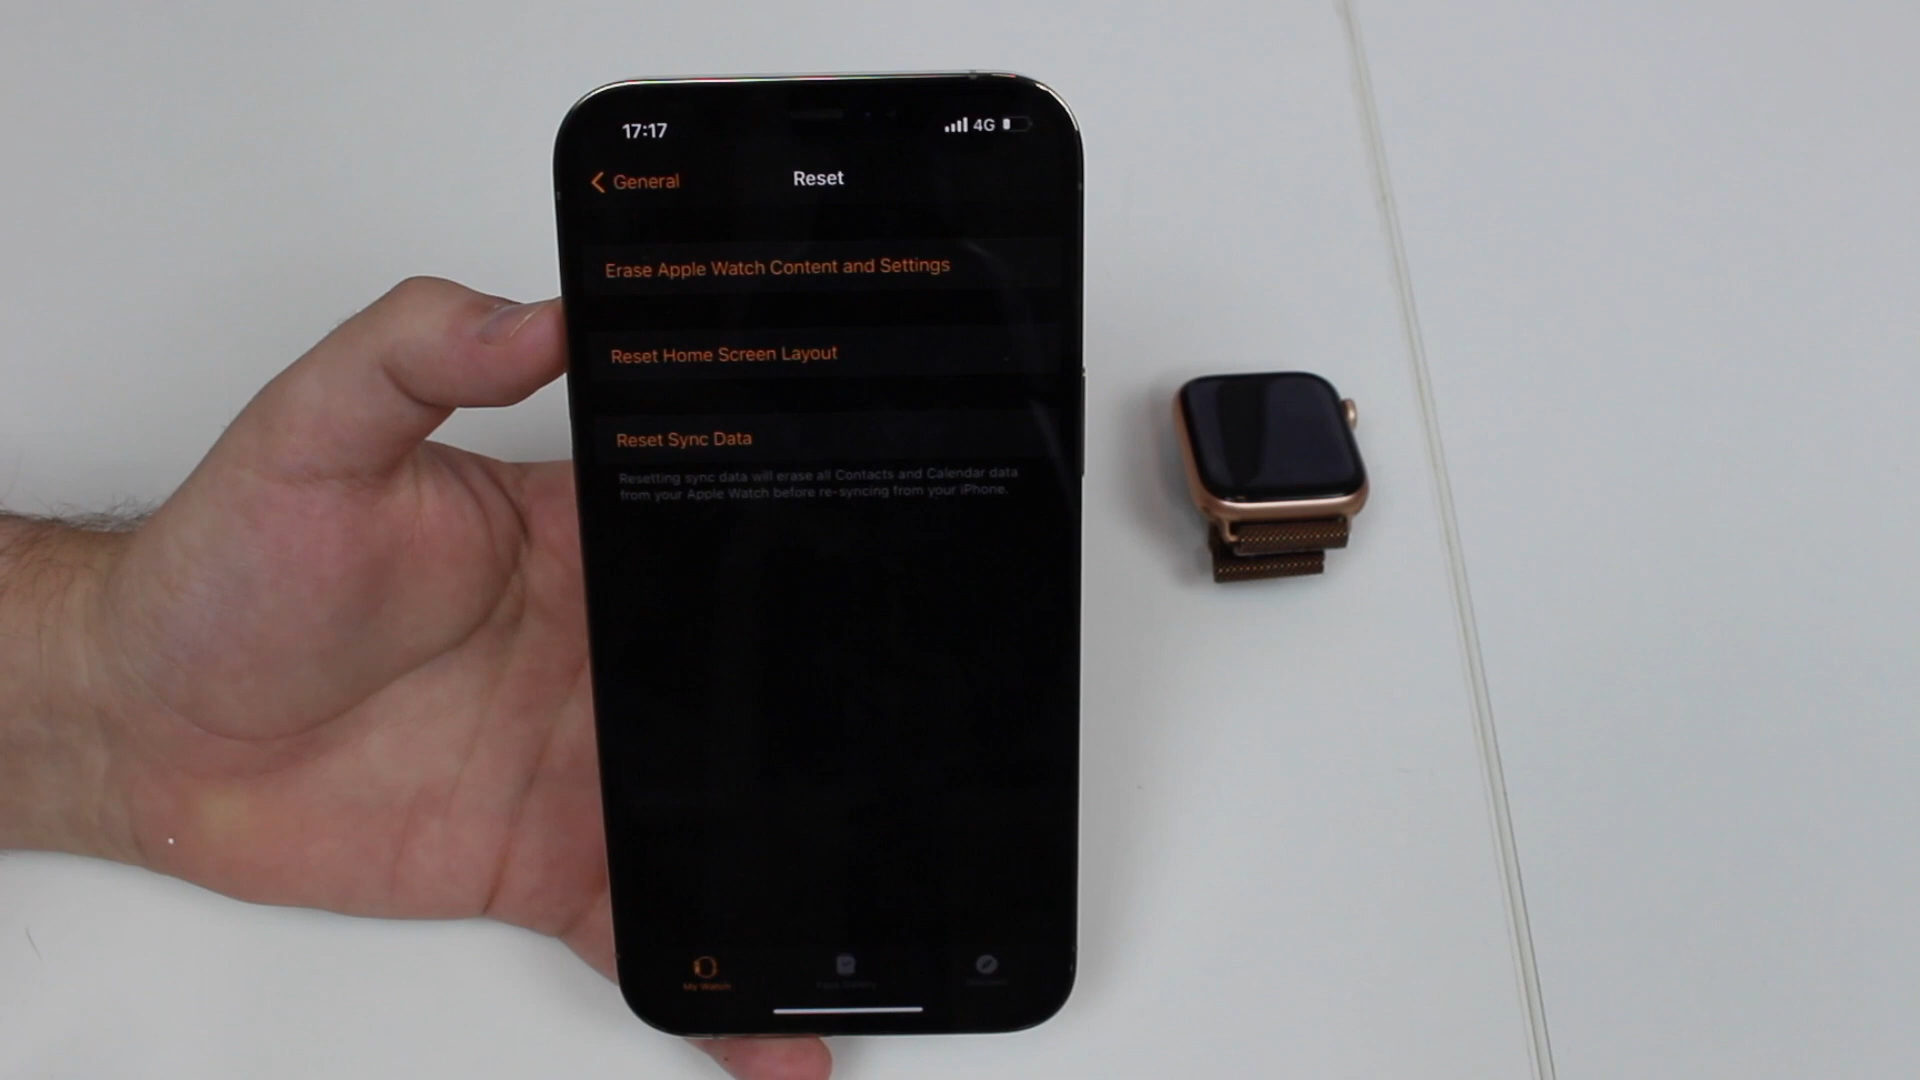 17:17
4G
General
Reset
Erase Apple Watch Content and Settings
Reset Home Screen Layout
Reset Sync Data
Resetting sync data will erase all Contacts and Calendar data
from your Apple Watch before re-syncing from your iPhone.
My Watch